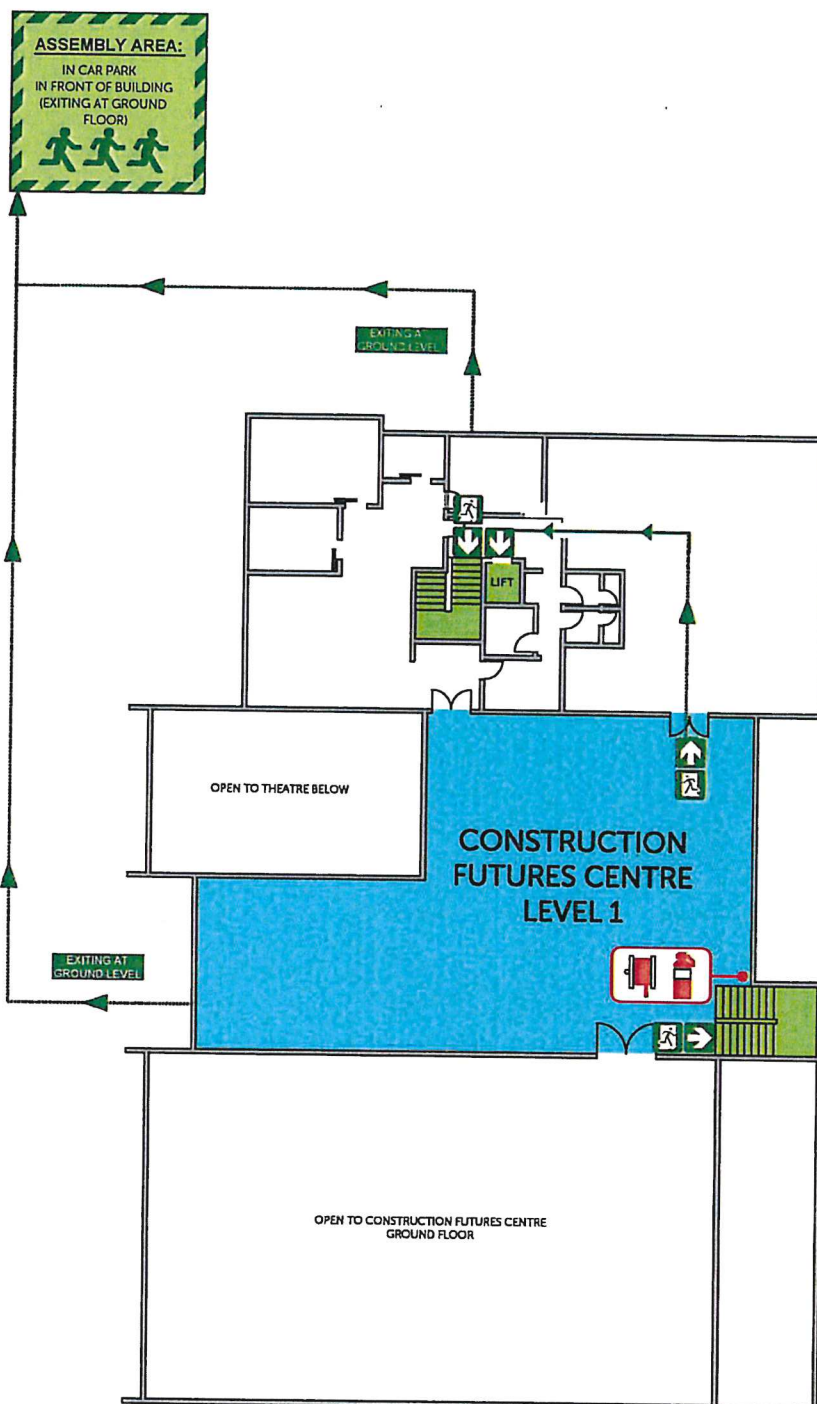 ASSEMBLY AREA:
IN CAR PARK
IN FRONT OF BUILDING
(EXITING AT GROUND
FLOOR)
EXITING AT
GROUND LEVEL
LIFT
OPEN TO THEATRE BELOW
CONSTRUCTION
FUTURES CENTRE
LEVEL 1
EXITING AT
GROUND LEVEL
OPEN TO CONSTRUCTION FUTURES CENTRE
GROUND FLOOR